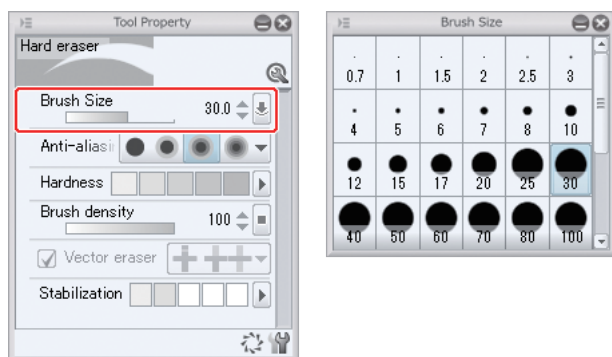 Tool Property
Hard eraser
Brush Size 30.0
Anti-aliasin
Hardness
Brush density 100
Vector eraser
Stabilization
Brush Size
0.7 1 1.5 2 2.5 3
4 5 6 7 8 10
12 15 17 20 25 30
40 50 60 70 80 100